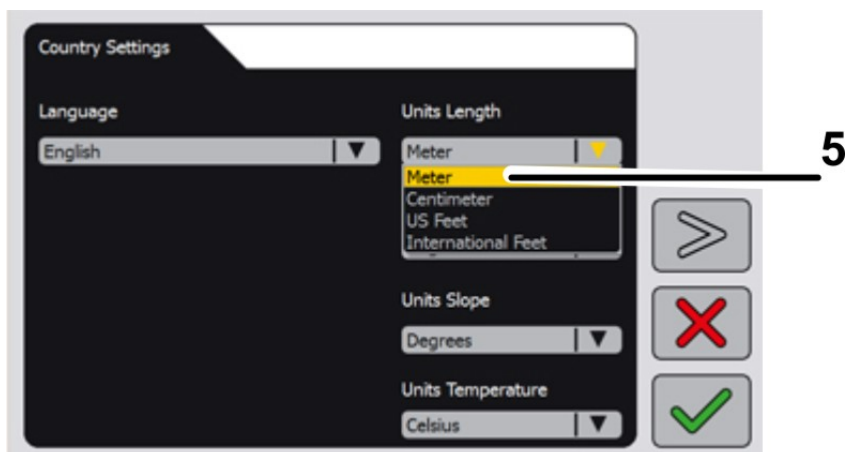 Country Settings
Language
English
Units Length
Meter
Meter
Centimeter
US Feet
International Feet
Units Slope
Degrees
Units Temperature
Celsius
5